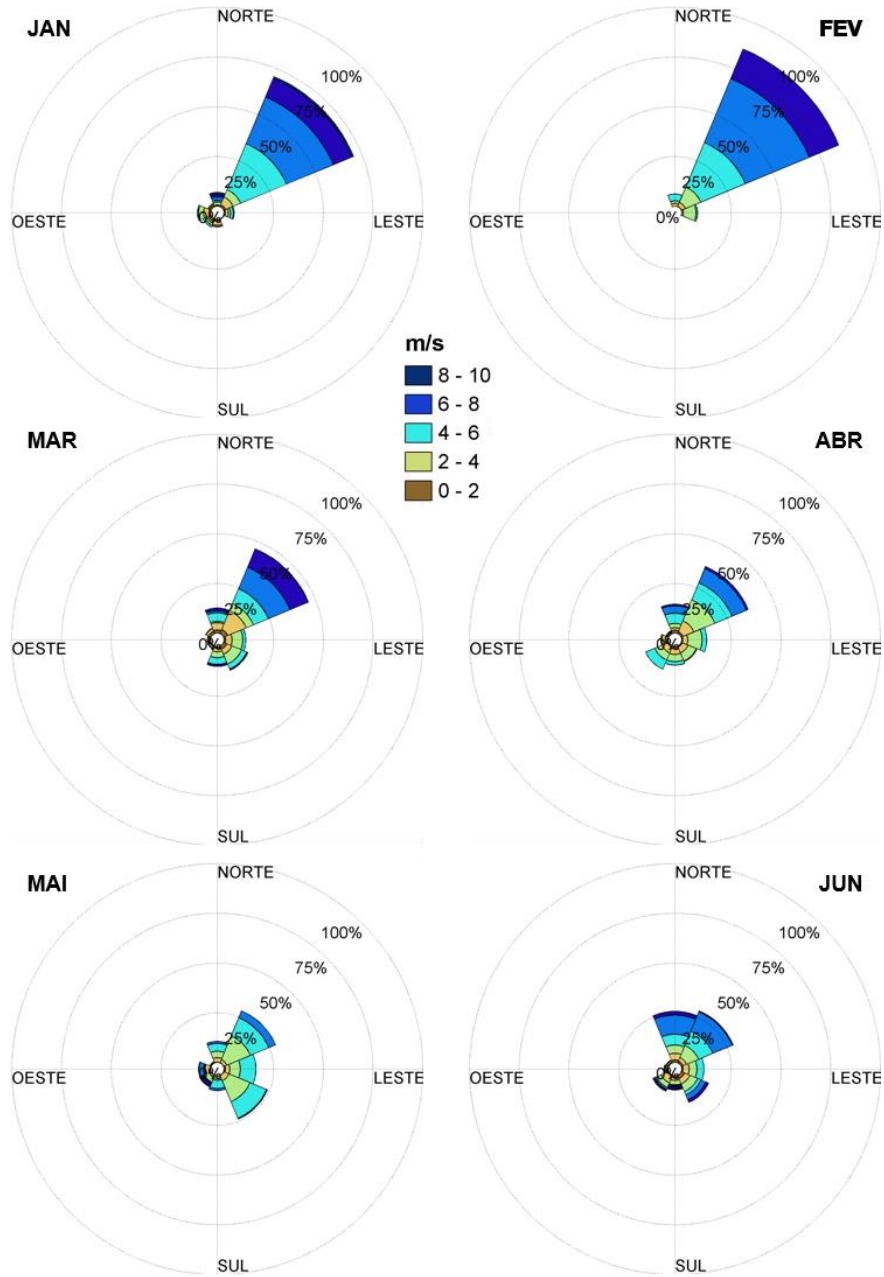 JAN
NORTE
100%
75%
50%
25%
0%
OESTE
LESTE
SUL
FEV
100%
75%
50%
25%
0%
OESTE
LESTE
SUL
m/s
8 - 10
6 - 8
4 - 6
2 - 4
0 - 2
MAR
NORTE
100%
75%
50%
25%
0%
OESTE
LESTE
SUL
ABR
NORTE
100%
75%
50%
25%
OESTE
LESTE
SUL
MAI
NORTE
100%
75%
50%
25%
OESTE
LESTE
SUL
JUN
NORTE
100%
75%
50%
25%
OESTE
LESTE
SUL